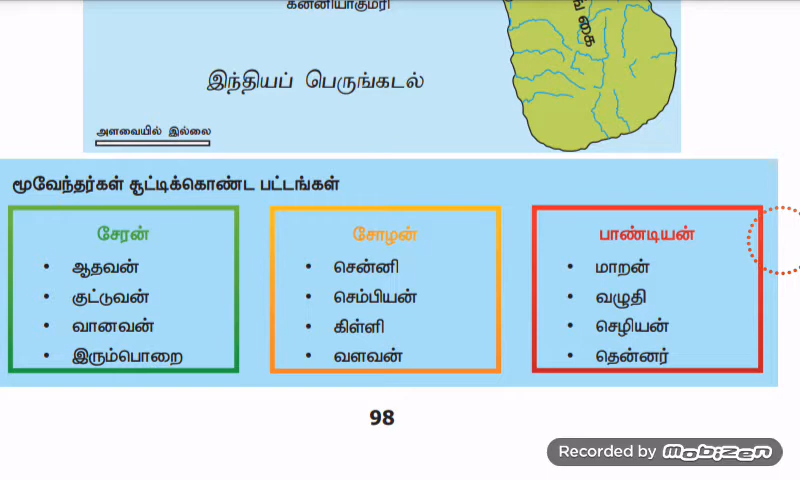 கன்னியாகுமரி
இந்தியப் பெருங்கடல்
அளவையில் இல்லை
மூவேந்தர்கள் சூட்டிக்கொண்ட பட்டங்கள்
சேரன்
• ஆதவன்
• குட்டுவன்
• வானவன்
• இரும்பொறை
சோழன்
• சென்னி
• செம்பியன்
• கிள்ளி
• வளவன்
பாண்டியன்
• மாறன்
• வழுதி
• செழியன்
• தென்னர்
98
Recorded by mobizen